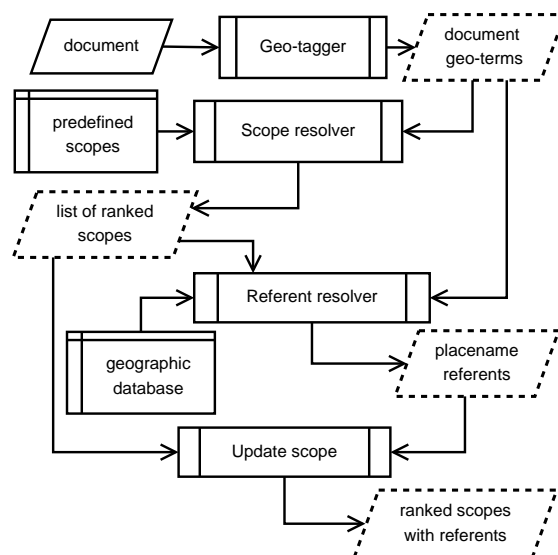 document
Geo-tagger
document
geo-terms
predefined
scopes
Scope resolver
list of ranked
scopes
Referent resolver
geographic
database
placename
referents
Update scope
ranked scopes
with referents